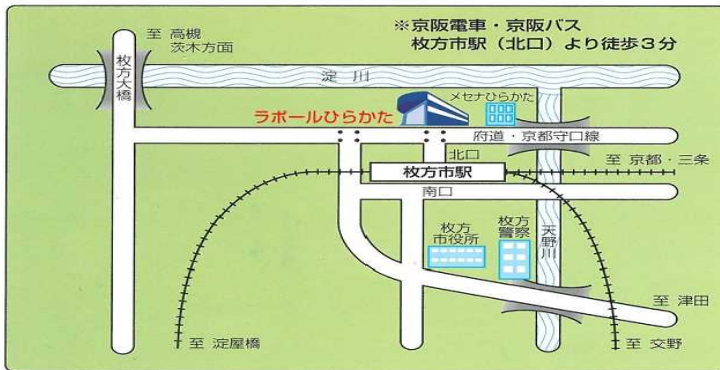 ※京阪電車・京阪バス
枚方市駅(北口)より徒歩3分
至 高槻
茨木方面
枚方大橋
淀川
メセナひらかた
ラポールひらかた
府道・京都守口線
北口
至 京都・三条
枚方市駅
南口
枚方
市役所
枚方
警察
天野川
至 津田
至 淀屋橋
至 交野